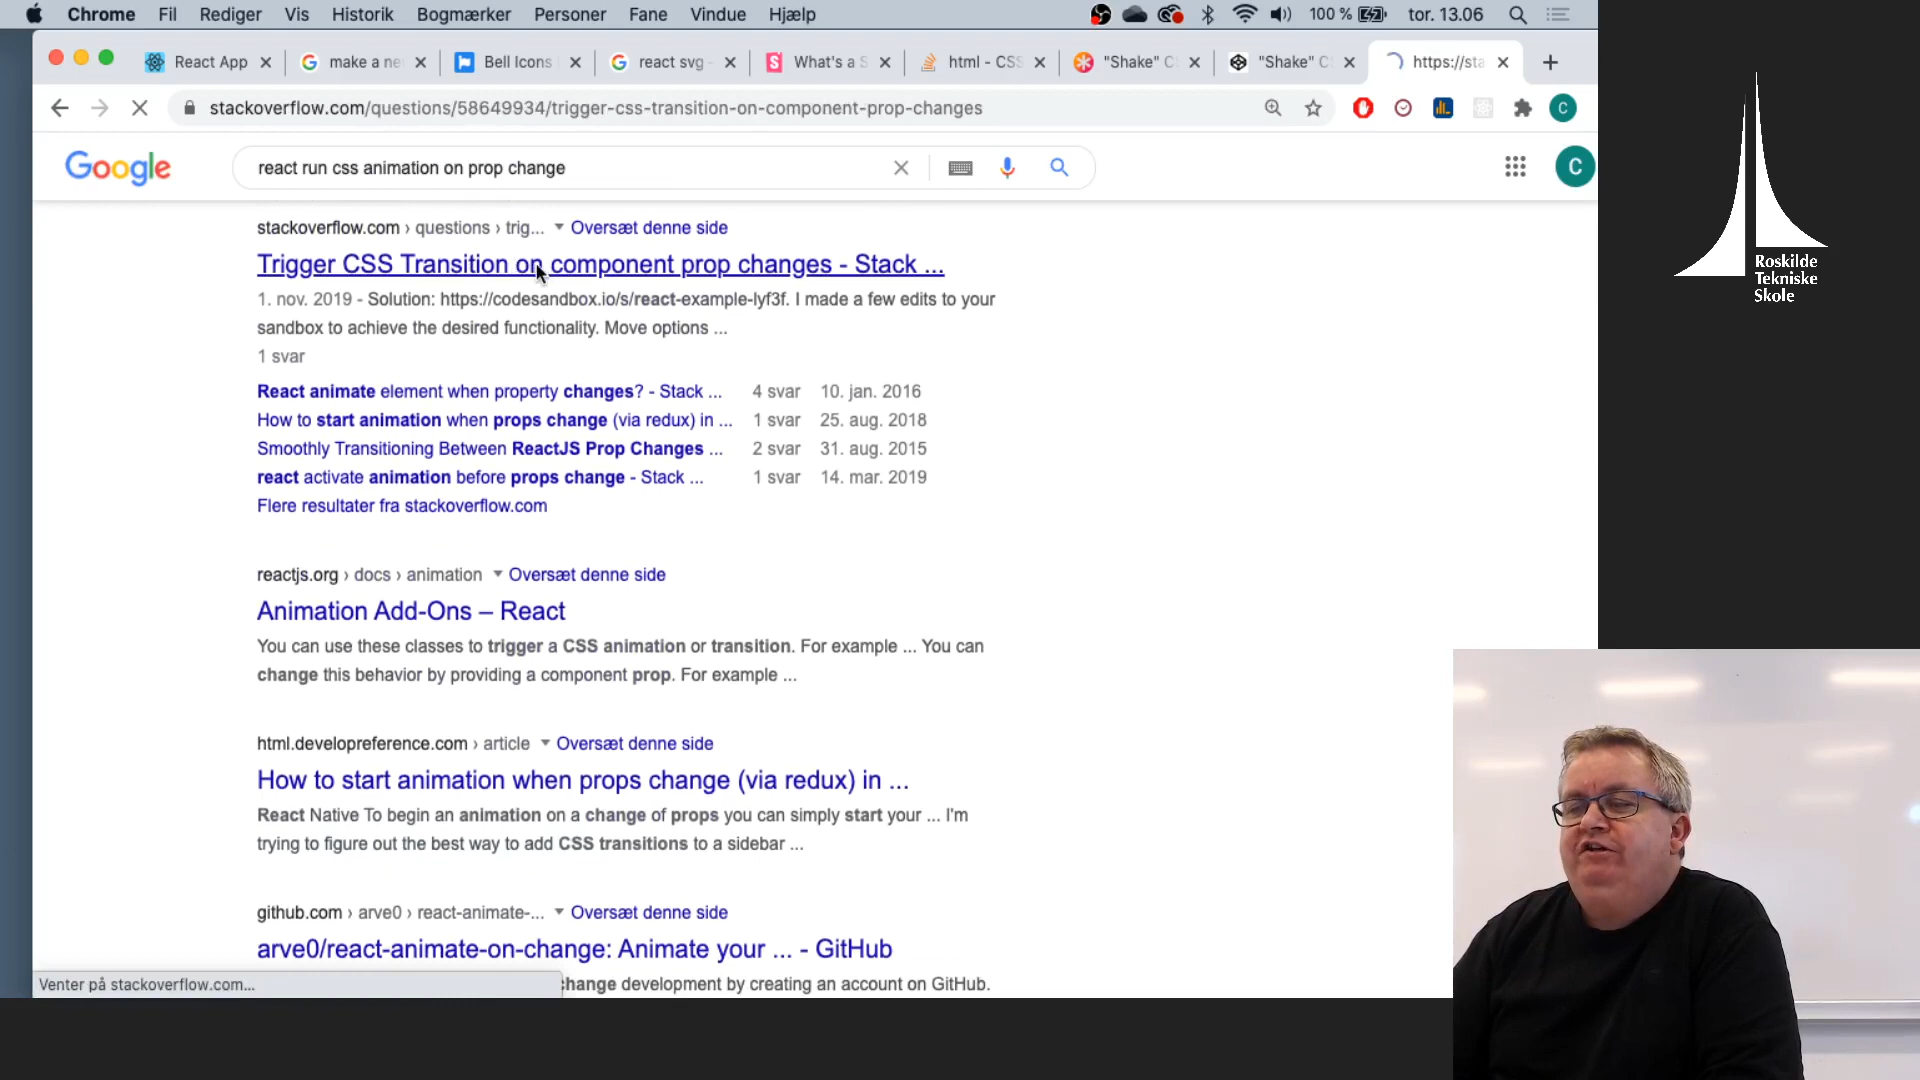 Chrome Fil Rediger Vis Historik Bogmærker Personer Fane Vindue Hjælp 100 % tor. 13.06
React App make a ne Bell Icons react svg - What's a S html - CSS "Shake" C "Shake" C https://sta
stackoverflow.com/questions/58649934/trigger-css-transition-on-component-prop-changes C
Google react run css animation on prop change C
stackoverflow.com › questions › trig... Oversæt denne side
Trigger CSS Transition on component prop changes - Stack ...
1. nov. 2019 - Solution: https://codesandbox.io/s/react-example-lyf3f. I made a few edits to your
sandbox to achieve the desired functionality. Move options ...
1 svar
React animate element when property changes? - Stack ... 4 svar 10. jan. 2016
How to start animation when props change (via redux) in ... 1 svar 25. aug. 2018
Smoothly Transitioning Between ReactJS Prop Changes ... 2 svar 31. aug. 2015
react activate animation before props change - Stack ... 1 svar 14. mar. 2019
Flere resultater fra stackoverflow.com
reactjs.org › docs › animation Oversæt denne side
Animation Add-Ons – React
You can use these classes to trigger a CSS animation or transition. For example ... You can
change this behavior by providing a component prop. For example ...
html.developreference.com › article Oversæt denne side
How to start animation when props change (via redux) in ...
React Native To begin an animation on a change of props you can simply start your ... I'm
trying to figure out the best way to add CSS transitions to a sidebar ...
github.com › arve0 › react-animate-... Oversæt denne side
arve0/react-animate-on-change: Animate your ... - GitHub
Venter på stackoverflow.com... change development by creating an account on GitHub.
Roskilde
Tekniske
Skole